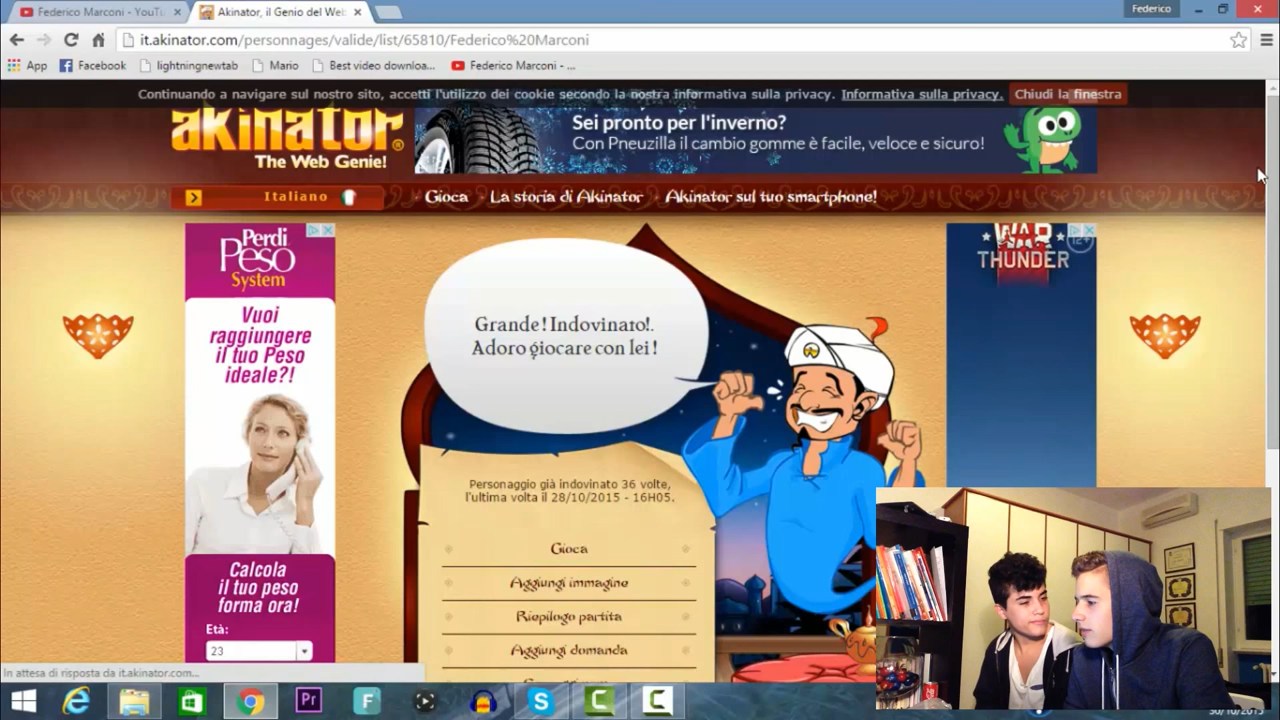 Federico Marconi - YouTu
Akinator, il Genio del Web
Federico
it.akinator.com/personnages/valide/list/65810/Federico%20Marconi
App
Facebook
lightningnewtab
Mario
Best video downloa...
Federico Marconi - ...
Continuando a navigare sul nostro sito, accetti l'utilizzo dei cookie secondo la nostra informativa sulla privacy. Informativa sulla privacy. Chiudi la finestra
akinator®
The Web Genie!
Sei pronto per l'inverno?
Con Pneuzilla il cambio gomme è facile, veloce e sicuro!
Italiano
Gioca
La storia di Akinator
Akinator sul tuo smartphone!
Perdi
Peso
System
Vuoi
raggiungere
il tuo Peso
ideale?!
Calcola
il tuo peso
forma ora!
Età:
23
WAR
THUNDER
12+
Grande! Indovinato!.
Adoro giocare con lei!
Personaggio già indovinato 36 volte,
l'ultima volta il 28/10/2015 - 16H05.
Gioca
Aggiungi immagine
Riepilogo partita
Aggiungi domanda
In attesa di risposta da it.akinator.com...
Pr
F
30/10/2015